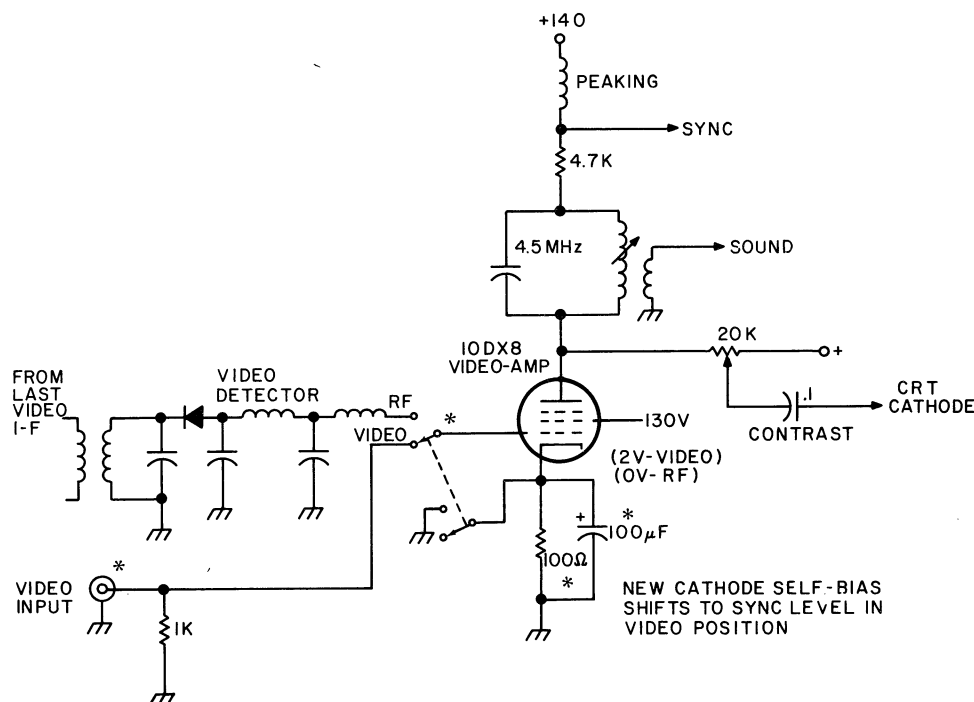 +140
PEAKING
SYNC
4.7K
4.5MHz
SOUND
10DX8
VIDEO-AMP
20K
+
FROM
LAST
VIDEO
I-F
VIDEO
DETECTOR
RF
VIDEO
*
130V
.1
CONTRAST
CRT
CATHODE
(2V-VIDEO)
(0V-RF)
+
*
100µF
100Ω
*
VIDEO
INPUT
*
1K
NEW CATHODE SELF-BIAS
SHIFTS TO SYNC LEVEL IN
VIDEO POSITION